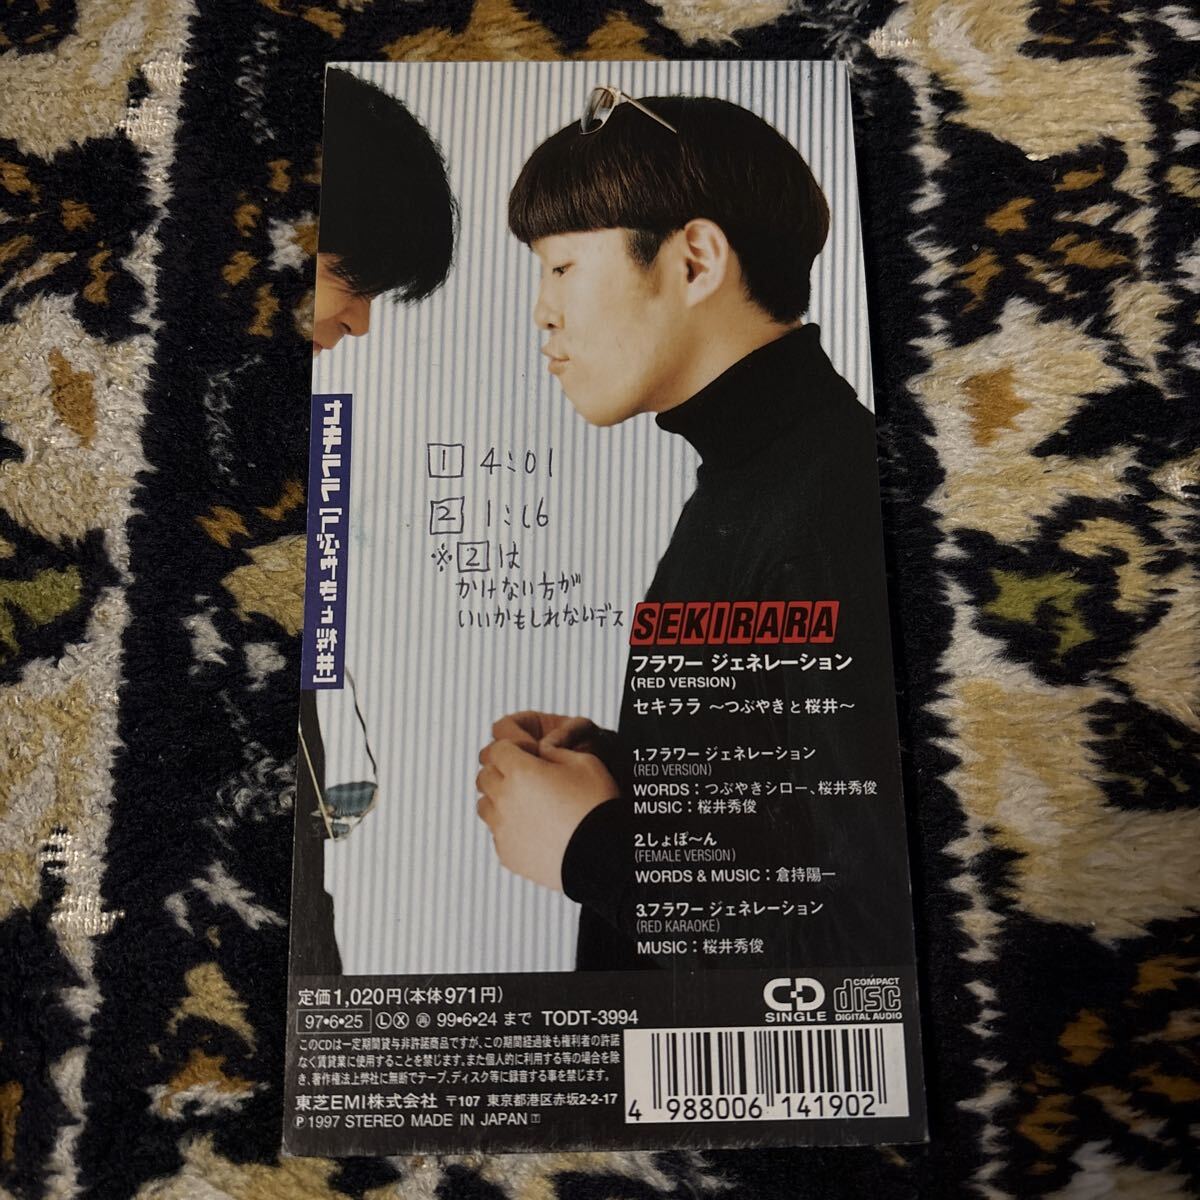 セキララ[つぶやきと桜井]
1 4:01
2 1:16
※2は
かけない方が
いいかもしれないデス
SEKIRARA
フラワー ジェネレーション
(RED VERSION)
セキララ ～つぶやきと桜井～
1.フラワー ジェネレーション
(RED VERSION)
WORDS：つぶやきシロー、桜井秀俊
MUSIC：桜井秀俊
2.しょぼ～ん
(FEMALE VERSION)
WORDS & MUSIC：倉持陽一
3.フラワー ジェネレーション
(RED KARAOKE)
MUSIC：桜井秀俊
定価1,020円(本体971円)
97・6・25 Ⓛ Ⓧ 再 99・6・24 まで TODT-3994
CD SINGLE
COMPACT disc DIGITAL AUDIO
このCDは一定期間貸与非許諾商品ですが、この期間経過後も権利者の許諾
なく賃貸業に使用することを禁じます。また個人的に利用する等の場合を除
き、著作権法上弊社に無断でテープ、ディスク等に録音する事を禁じます。
東芝EMI株式会社 〒107 東京都港区赤坂2-2-17
Ⓟ 1997 STEREO MADE IN JAPAN T
4 988006 141902